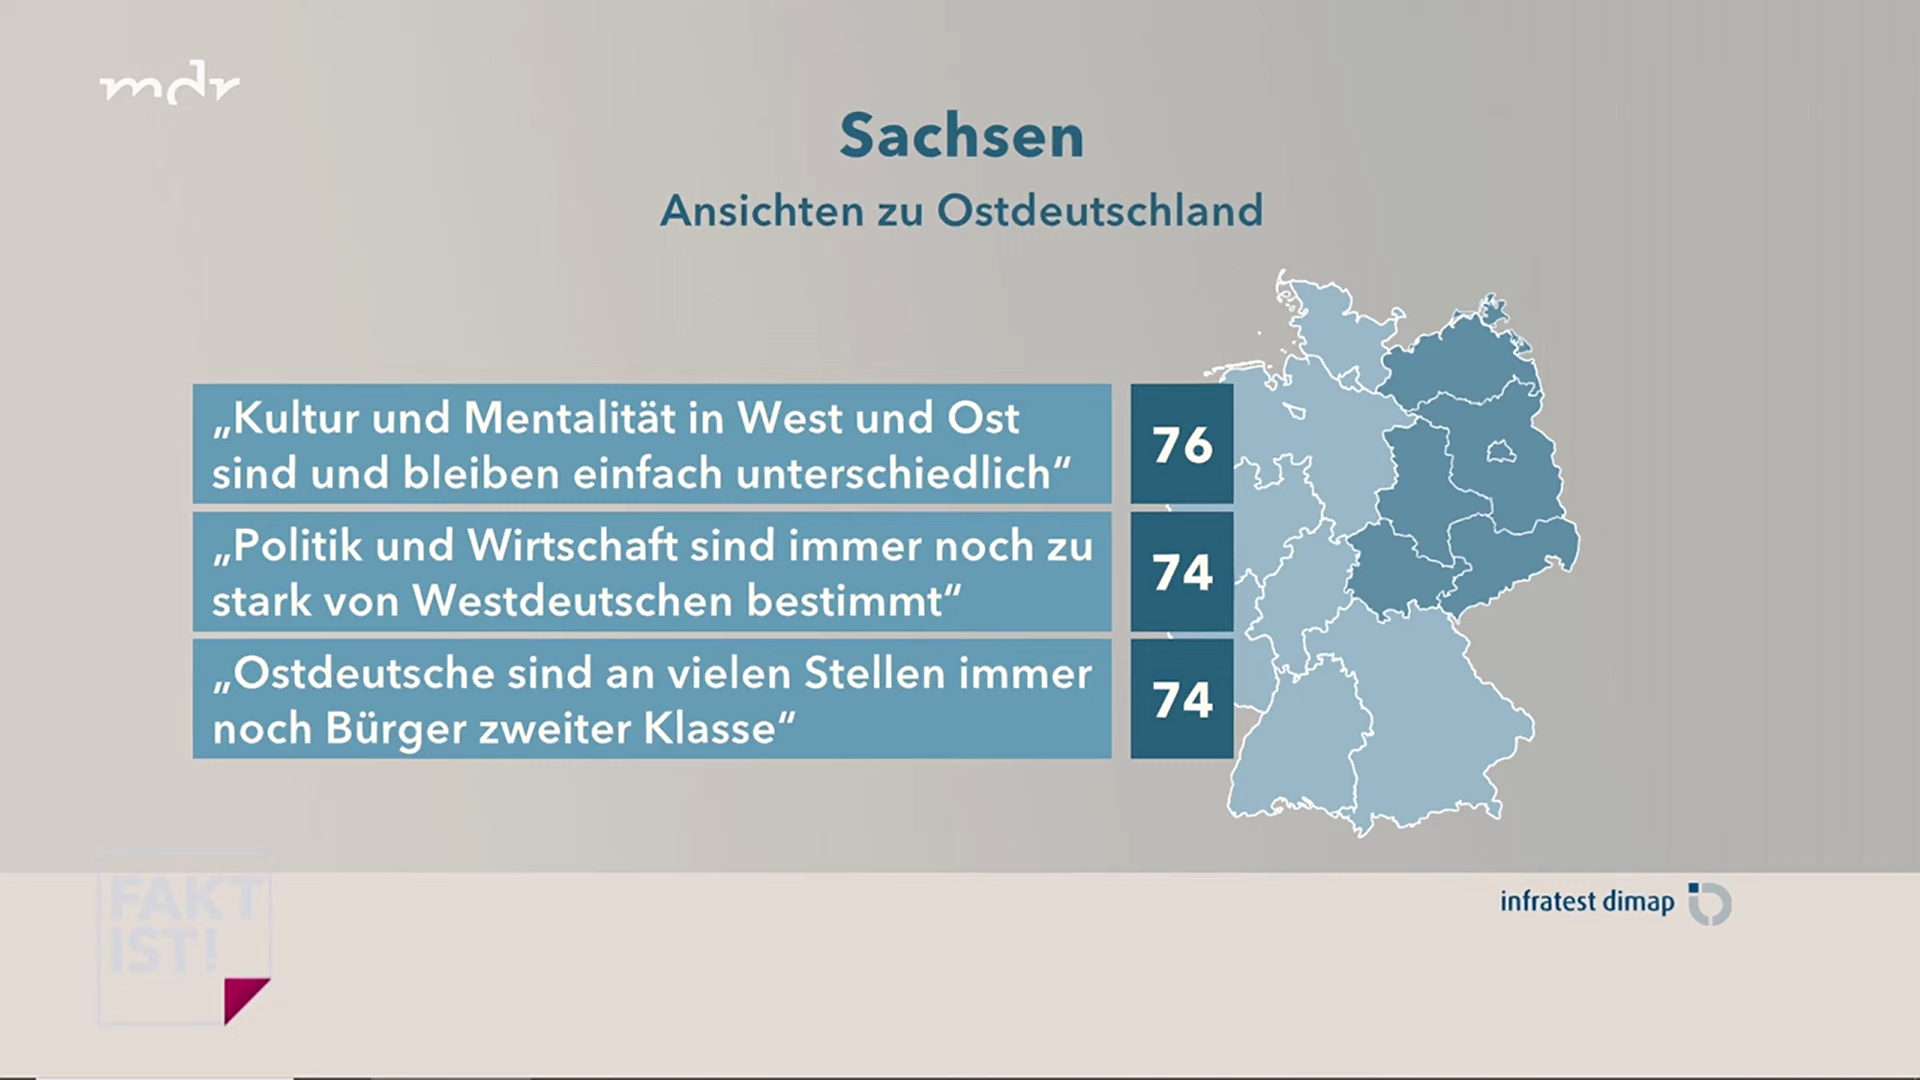 mdr
Sachsen
Ansichten zu Ostdeutschland
„Kultur und Mentalität in West und Ost
sind und bleiben einfach unterschiedlich“
76
„Politik und Wirtschaft sind immer noch zu
stark von Westdeutschen bestimmt“
74
„Ostdeutsche sind an vielen Stellen immer
noch Bürger zweiter Klasse“
74
infratest dimap
FAKT
IST!